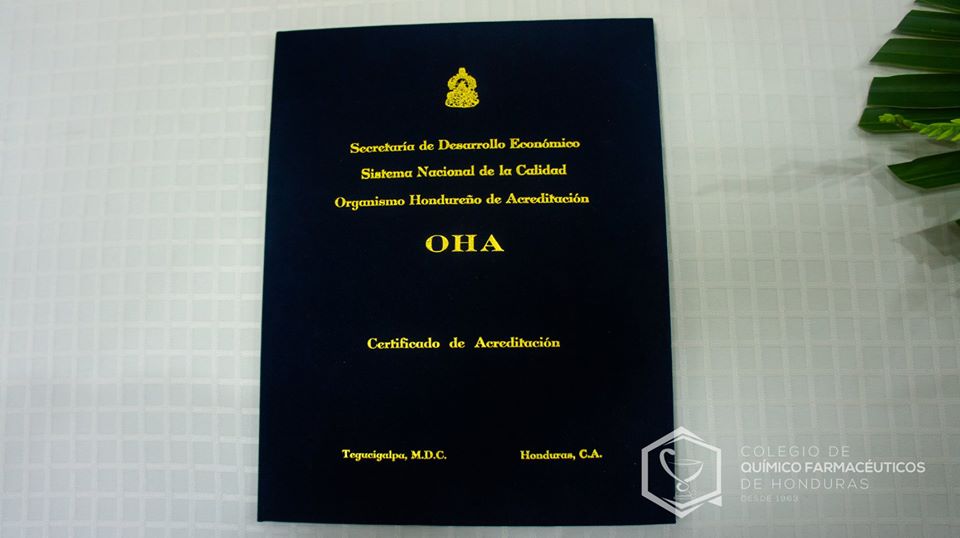 Secretaría de Desarrollo Económico
Sistema Nacional de la Calidad
Organismo Hondureño de Acreditación
OHA
Certificado de Acreditación
Tegucigalpa, M.D.C. Honduras, C.A.
COLEGIO DE
QUÍMICO FARMACÉUTICOS
DE HONDURAS
DESDE 1963